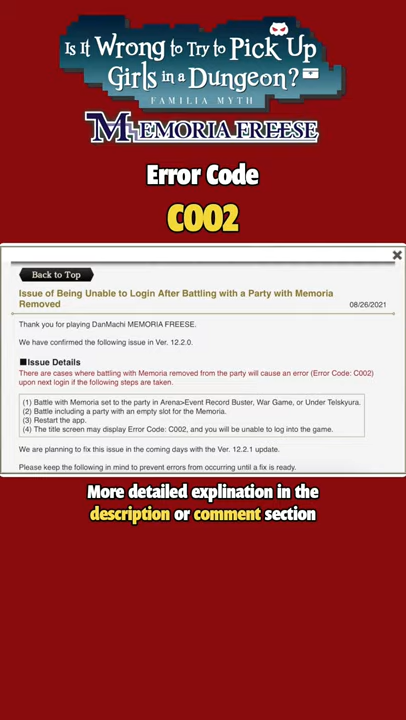 Is It Wrong to Try to Pick Up
Girls in a Dungeon?
FAMILIA MYTH
MEMORIA FREESE
Error Code
C002
Back to Top
Issue of Being Unable to Login After Battling with a Party with Memoria
Removed
08/26/2021
Thank you for playing DanMachi MEMORIA FREESE.
We have confirmed the following issue in Ver. 12.2.0.
■Issue Details
There are cases where battling with Memoria removed from the party will cause an error (Error Code: C002)
upon next login if the following steps are taken.
(1) Battle with Memoria set to the party in Arena>Event Record Buster, War Game, or Under Telskyura.
(2) Battle including a party with an empty slot for the Memoria.
(3) Restart the app.
(4) The title screen may display Error Code: C002, and you will be unable to log into the game.
We are planning to fix this issue in the coming days with the Ver. 12.2.1 update.
Please keep the following in mind to prevent errors from occurring until a fix is ready.
More detailed explination in the
description or comment section